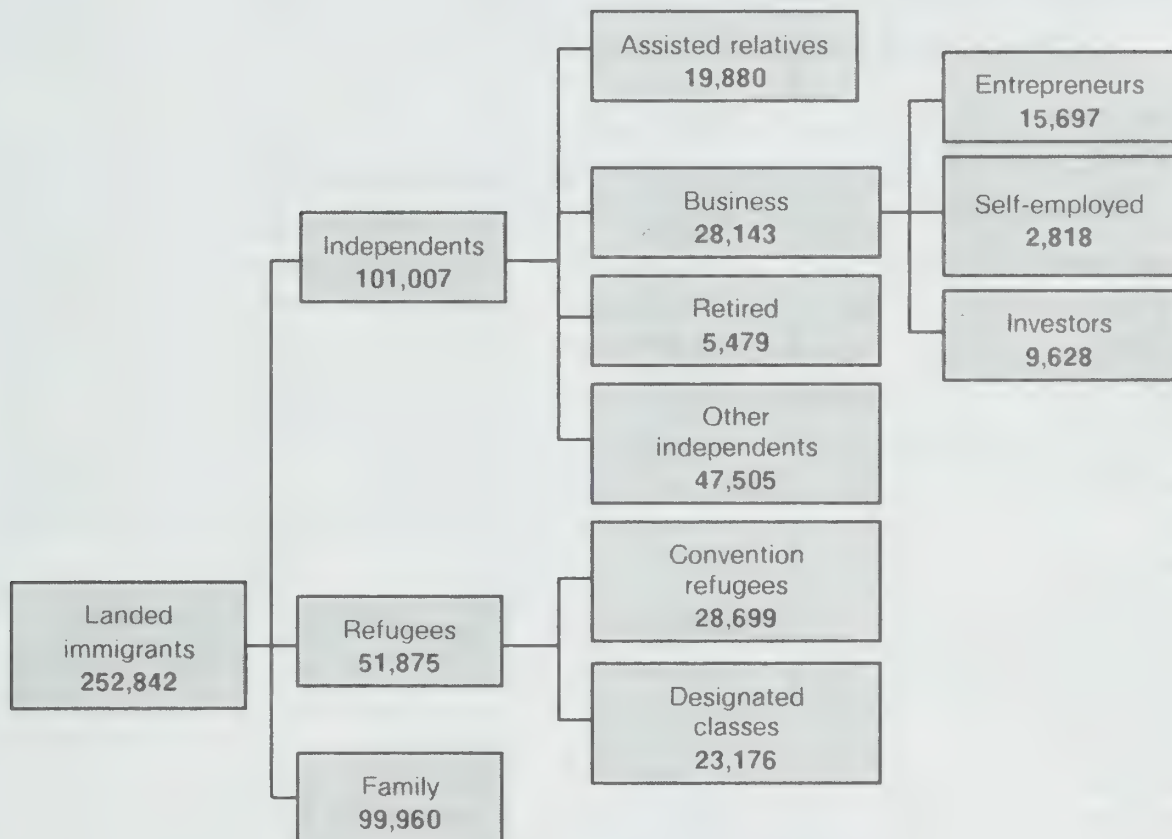 Assisted relatives
19,880
Entrepreneurs
15,697
Business
28,143
Self-employed
2,818
Independents
101,007
Retired
5,479
Investors
9,628
Other
independents
47,505
Convention
refugees
28,699
Landed
immigrants
252,842
Refugees
51,875
Designated
classes
23,176
Family
99,960